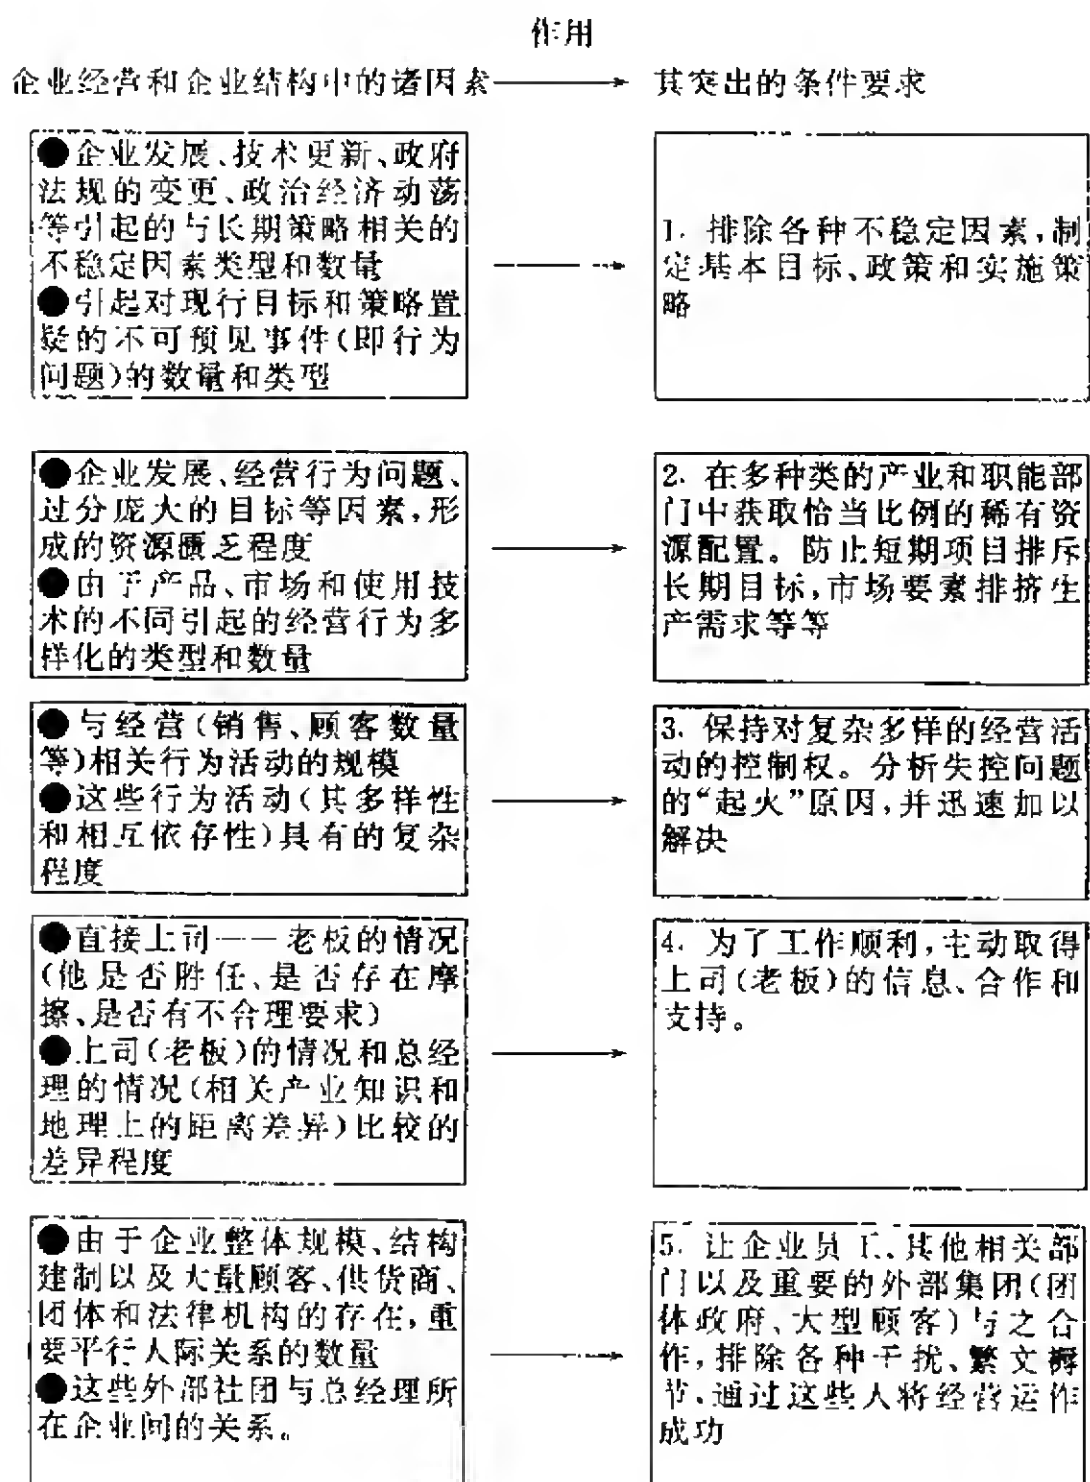 作用
企业经营和企业结构中的诸因素 其突出的条件要求
●企业发展、技术更新、政府
法规的变更、政治经济动荡
等引起的与长期策略相关的
不稳定因素类型和数量
●引起对现行目标和策略置
疑的不可预见事件(即行为
问题)的数量和类型
1. 排除各种不稳定因素,制
定基本目标、政策和实施策
略
●企业发展、经营行为问题、
过分庞大的目标等因素,形
成的资源匮乏程度
●由于产品、市场和使用技
术的不同引起的经营行为多
样化的类型和数量
2. 在多种类的产业和职能部
门中获取恰当比例的稀有资
源配置。防止短期项目排斥
长期目标,市场要素排挤生
产需求等等
●与经营(销售、顾客数量
等)相关行为活动的规模
●这些行为活动(其多样性
和相互依存性)具有的复杂
程度
3. 保持对复杂多样的经营活
动的控制权。分析失控问题
的“起火”原因,并迅速加以
解决
●直接上司——老板的情况
(他是否胜任、是否存在摩
擦、是否有不合理要求)
●上司(老板)的情况和总经
理的情况(相关产业知识和
地理上的距离差异)比较的
差异程度
4. 为了工作顺利,主动取得
上司(老板)的信息、合作和
支持。
●由于企业整体规模、结构
建制以及大量顾客、供货商、
团体和法律机构的存在,重
要平行人际关系的数量
●这些外部社团与总经理所
在企业间的关系。
5. 让企业员工、其他相关部
门以及重要的外部集团(团
体政府、大型顾客)与之合
作,排除各种干扰、繁文缛
节、通过这些人将经营运作
成功